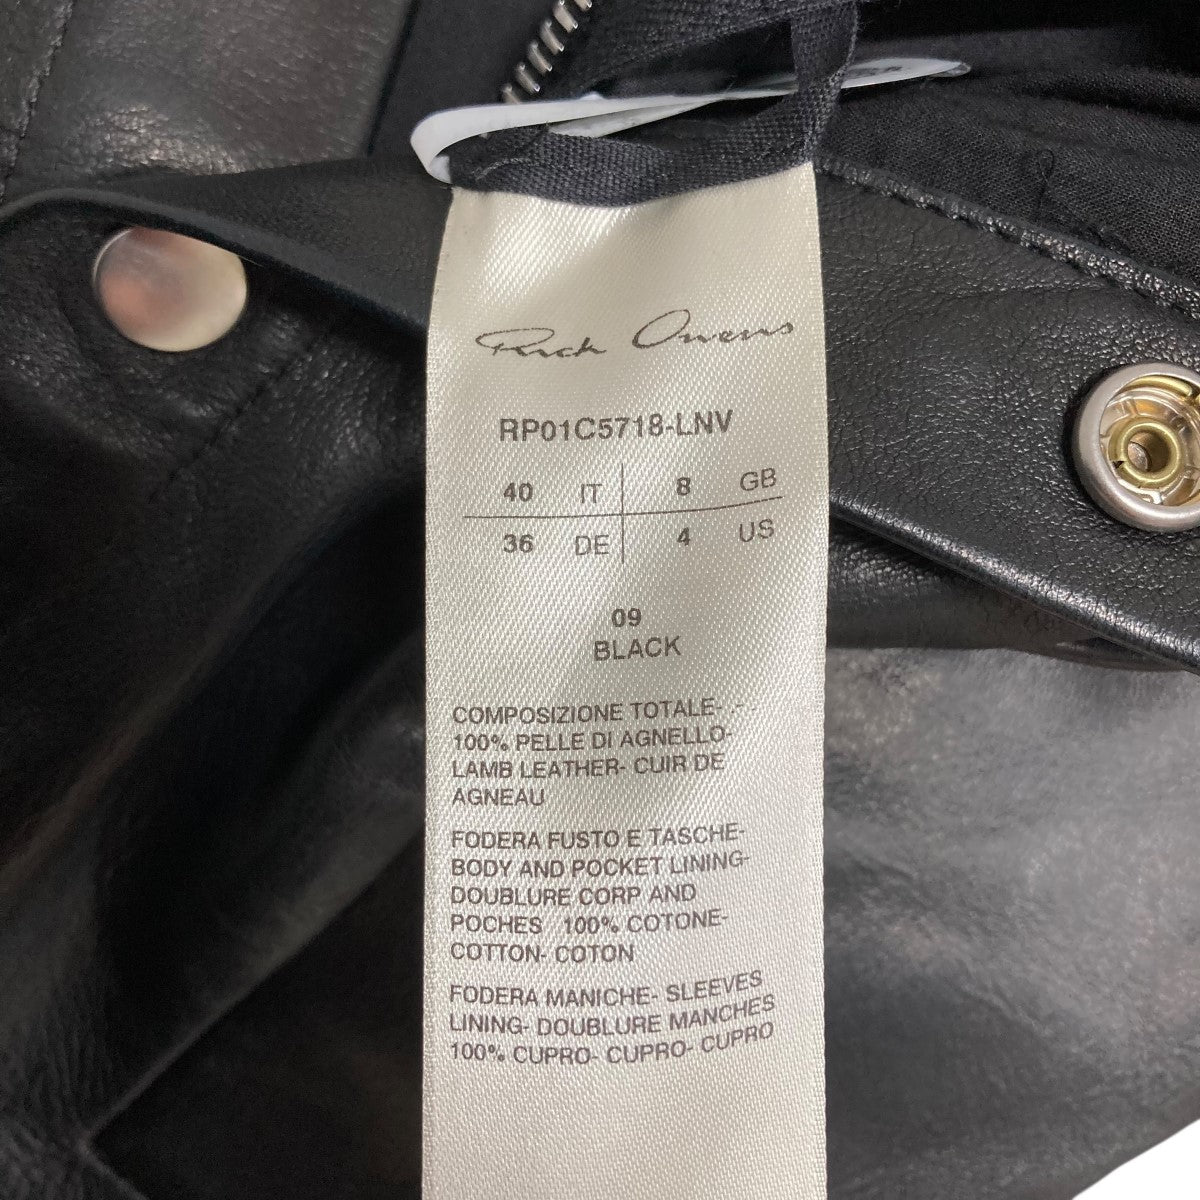 Rick Owens
RP01C5718-LNV
40 IT 8 GB
36 DE 4 US
09
BLACK
COMPOSIZIONE TOTALE- .- -
100% PELLE DI AGNELLO-
LAMB LEATHER- CUIR DE
AGNEAU
FODERA FUSTO E TASCHE-
BODY AND POCKET LINING-
DOUBLURE CORP AND
POCHES 100% COTONE-
COTTON- COTON
FODERA MANICHE- SLEEVES
LINING- DOUBLURE MANCHES
100% CUPRO- CUPRO- CUPRO